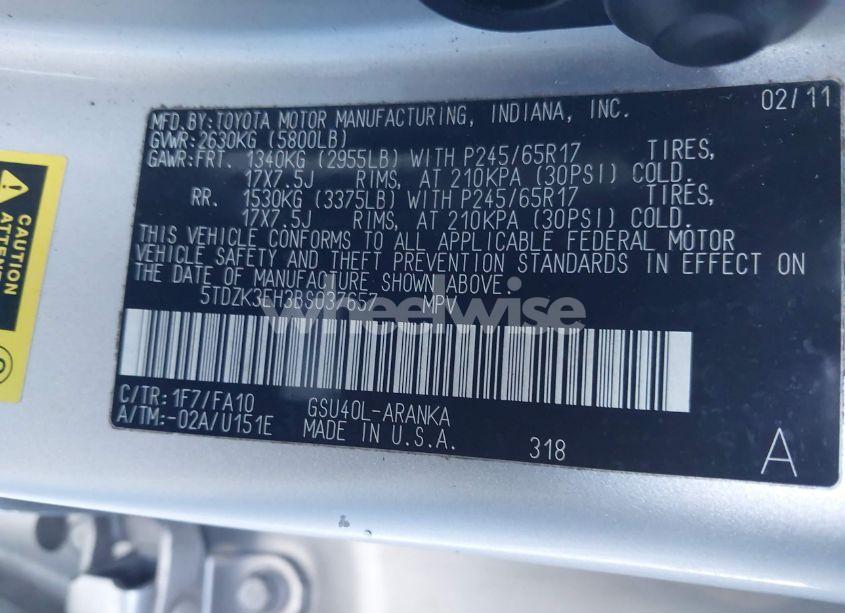 MFD.BY:TOYOTA MOTOR MANUFACTURING, INDIANA, INC. 02/11
GVWR:2630KG (5800LB)
GAWR:FRT. 1340KG (2955LB) WITH P245/65R17 TIRES,
17X7.5J RIMS, AT 210KPA (30PSI) COLD.
RR. 1530KG (3375LB) WITH P245/65R17 TIRES,
17X7.5J RIMS, AT 210KPA (30PSI) COLD.
THIS VEHICLE CONFORMS TO ALL APPLICABLE FEDERAL MOTOR
VEHICLE SAFETY AND THEFT PREVENTION STANDARDS IN EFFECT ON
THE DATE OF MANUFACTURE SHOWN ABOVE.
5TDZK3EH3BS037657 MPV
wheelwise
C/TR:1F7/FA10 GSU40L-ARANKA
A/TM:-02A/U151E MADE IN U.S.A. 318 A
CAUTION